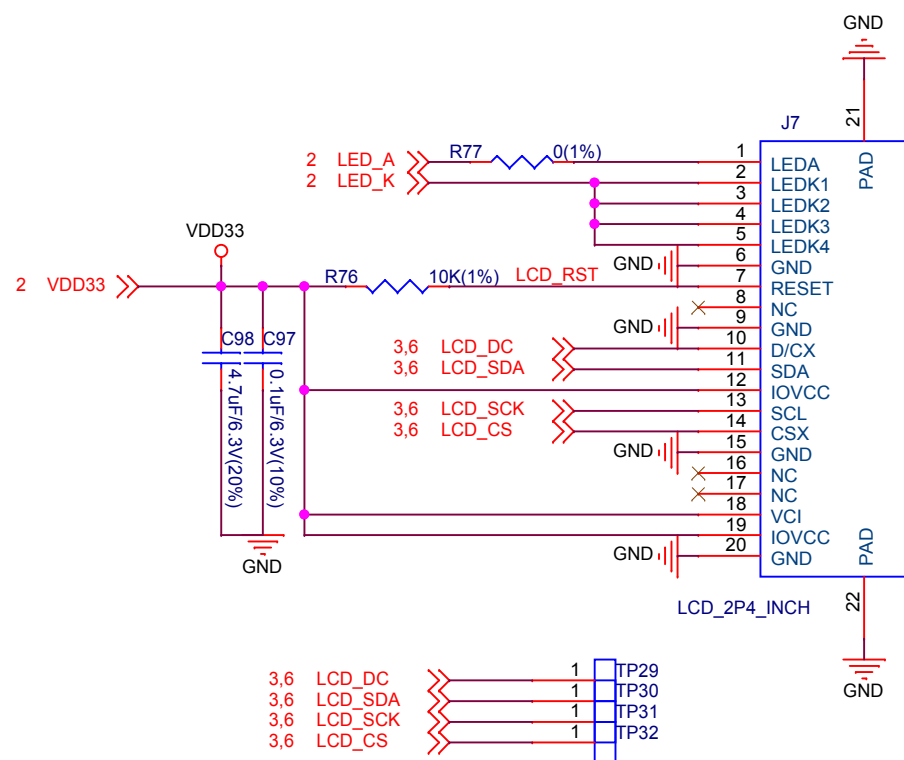 GND
21
J7
PAD
2 LED_A R77 0(1%) 1 LEDA
2 LED_K 2 LEDK1
3 LEDK2
4 LEDK3
5 LEDK4
GND 6 GND
VDD33
2 VDD33 R76 10K(1%) LCD_RST 7 RESET
8 NC
GND 9 GND
3,6 LCD_DC 10 D/CX
3,6 LCD_SDA 11 SDA
12 IOVCC
3,6 LCD_SCK 13 SCL
3,6 LCD_CS 14 CSX
GND 15 GND
16 NC
17 NC
18 VCI
19 IOVCC
GND 20 GND
C98 C97
4.7uF/6.3V(20%)
0.1uF/6.3V(10%)
GND
PAD
22
LCD_2P4_INCH
GND
3,6 LCD_DC 1 TP29
3,6 LCD_SDA 1 TP30
3,6 LCD_SCK 1 TP31
3,6 LCD_CS 1 TP32